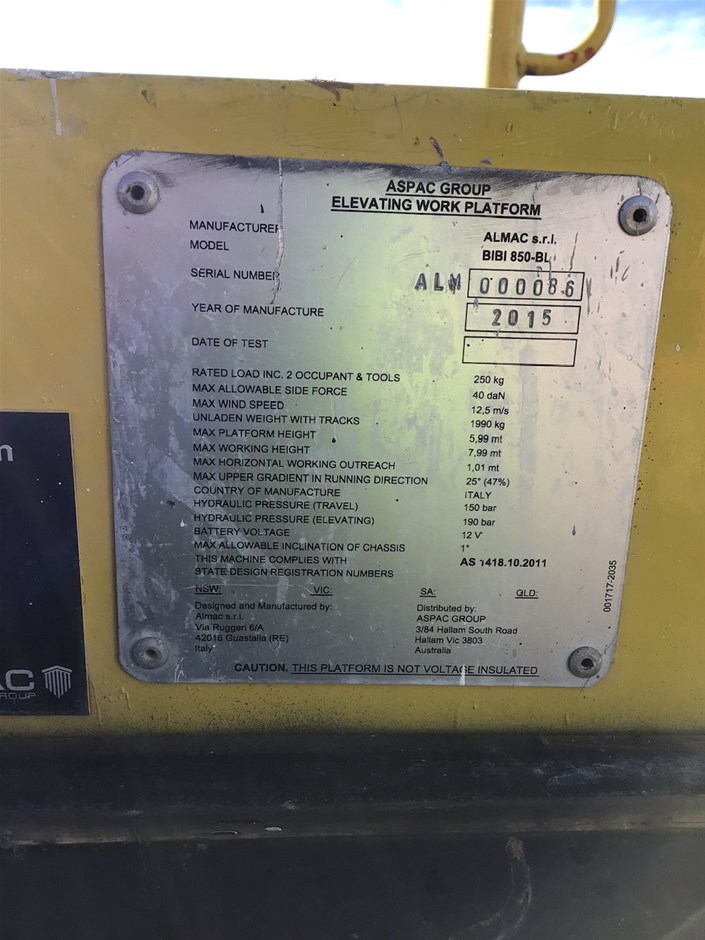 ASPAC GROUP
ELEVATING WORK PLATFORM
MANUFACTURER ALMAC s.r.l.
MODEL BIBI 850-BL
SERIAL NUMBER ALM 000086
YEAR OF MANUFACTURE 2015
DATE OF TEST
RATED LOAD INC. 2 OCCUPANT & TOOLS 250 kg
MAX ALLOWABLE SIDE FORCE 40 daN
MAX WIND SPEED 12,5 m/s
UNLADEN WEIGHT WITH TRACKS 1990 kg
MAX PLATFORM HEIGHT 5,99 mt
MAX WORKING HEIGHT 7,99 mt
MAX HORIZONTAL WORKING OUTREACH 1,01 mt
MAX UPPER GRADIENT IN RUNNING DIRECTION 25° (47%)
COUNTRY OF MANUFACTURE ITALY
HYDRAULIC PRESSURE (TRAVEL) 150 bar
HYDRAULIC PRESSURE (ELEVATING) 190 bar
BATTERY VOLTAGE 12 V
MAX ALLOWABLE INCLINATION OF CHASSIS 1°
THIS MACHINE COMPLIES WITH AS 1418.10.2011
STATE DESIGN REGISTRATION NUMBERS
NSW: VIC: SA: QLD:
Designed and Manufactured by:
Almac s.r.l.
Via Ruggeri 6/A
42016 Guastalla (RE)
Italy
Distributed by:
ASPAC GROUP
3/84 Hallam South Road
Hallam Vic 3803
Australia
CAUTION. THIS PLATFORM IS NOT VOLTAGE INSULATED
001717-2035
m
AC
GROUP